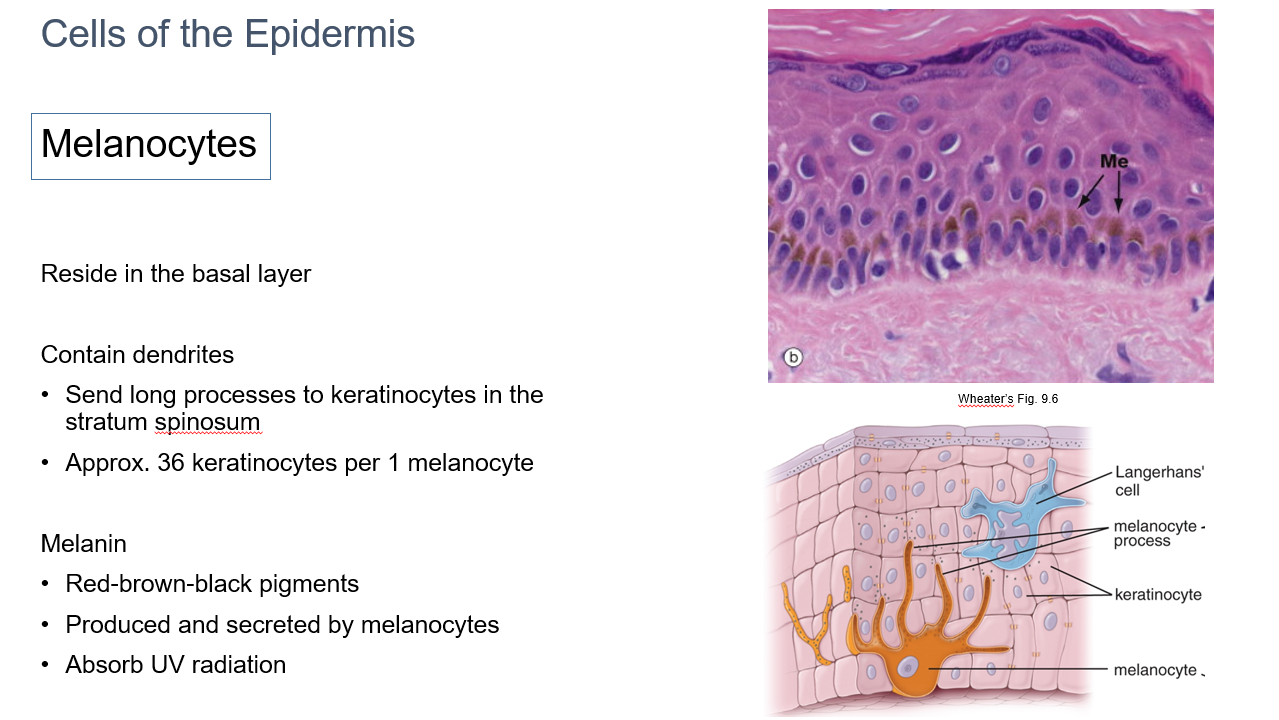 Cells of the Epidermis
Melanocytes
Reside in the basal layer
Contain dendrites
• Send long processes to keratinocytes in the
stratum spinosum
• Approx. 36 keratinocytes per 1 melanocyte
Melanin
• Red-brown-black pigments
• Produced and secreted by melanocytes
• Absorb UV radiation
Me
b
Wheater's Fig. 9.6
Langerhans'
cell
melanocyte -
process
keratinocyte
melanocyte